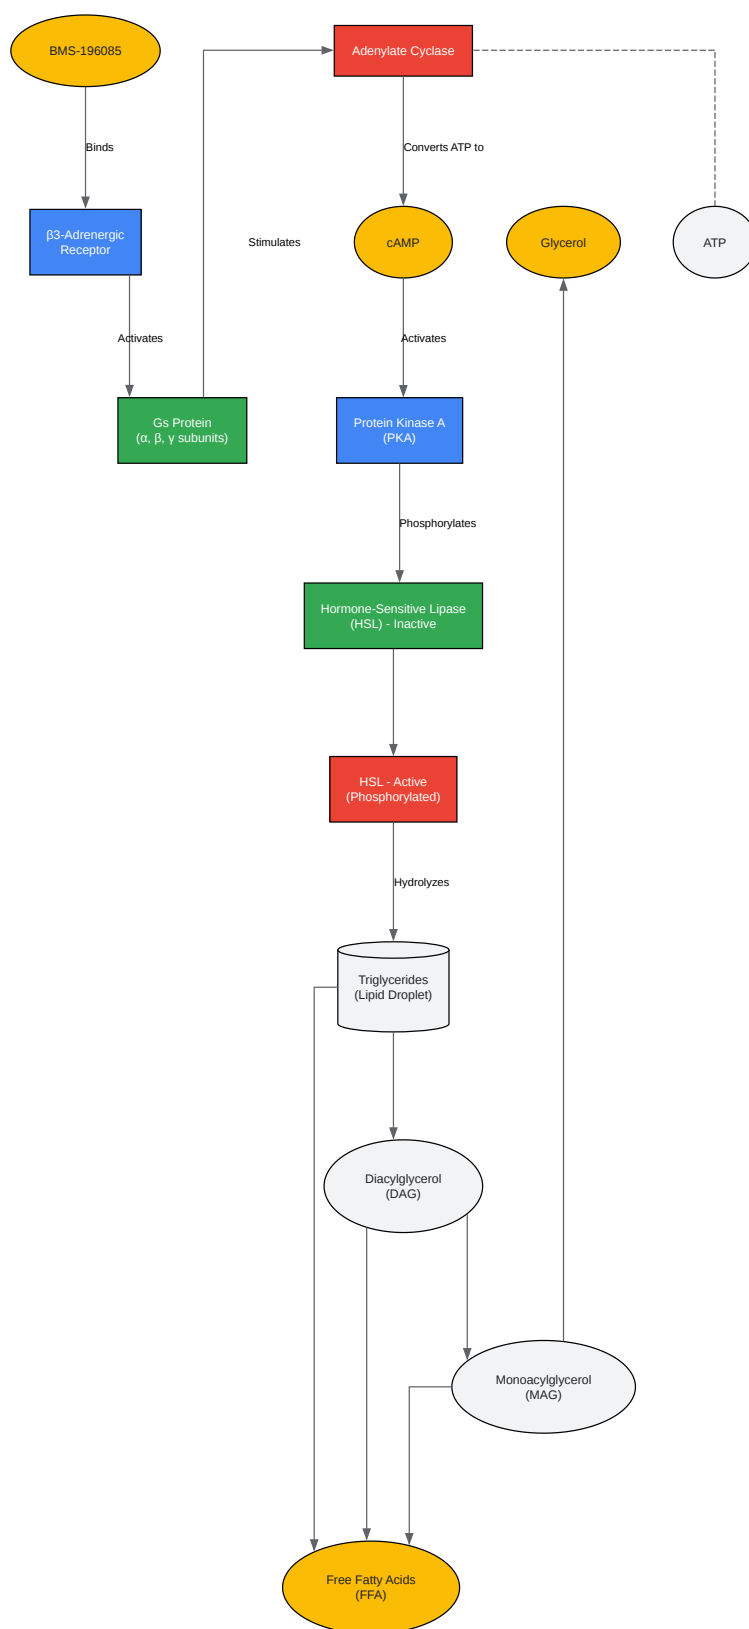 BMS-196085
Adenylate Cyclase
Binds
Converts ATP to
β3-Adrenergic
Receptor
Stimulates
cAMP
Glycerol
ATP
Activates
Activates
Gs Protein
(α, β, γ subunits)
Protein Kinase A
(PKA)
Phosphorylates
Hormone-Sensitive Lipase
(HSL) - Inactive
HSL - Active
(Phosphorylated)
Hydrolyzes
Triglycerides
(Lipid Droplet)
Diacylglycerol
(DAG)
Monoacylglycerol
(MAG)
Free Fatty Acids
(FFA)